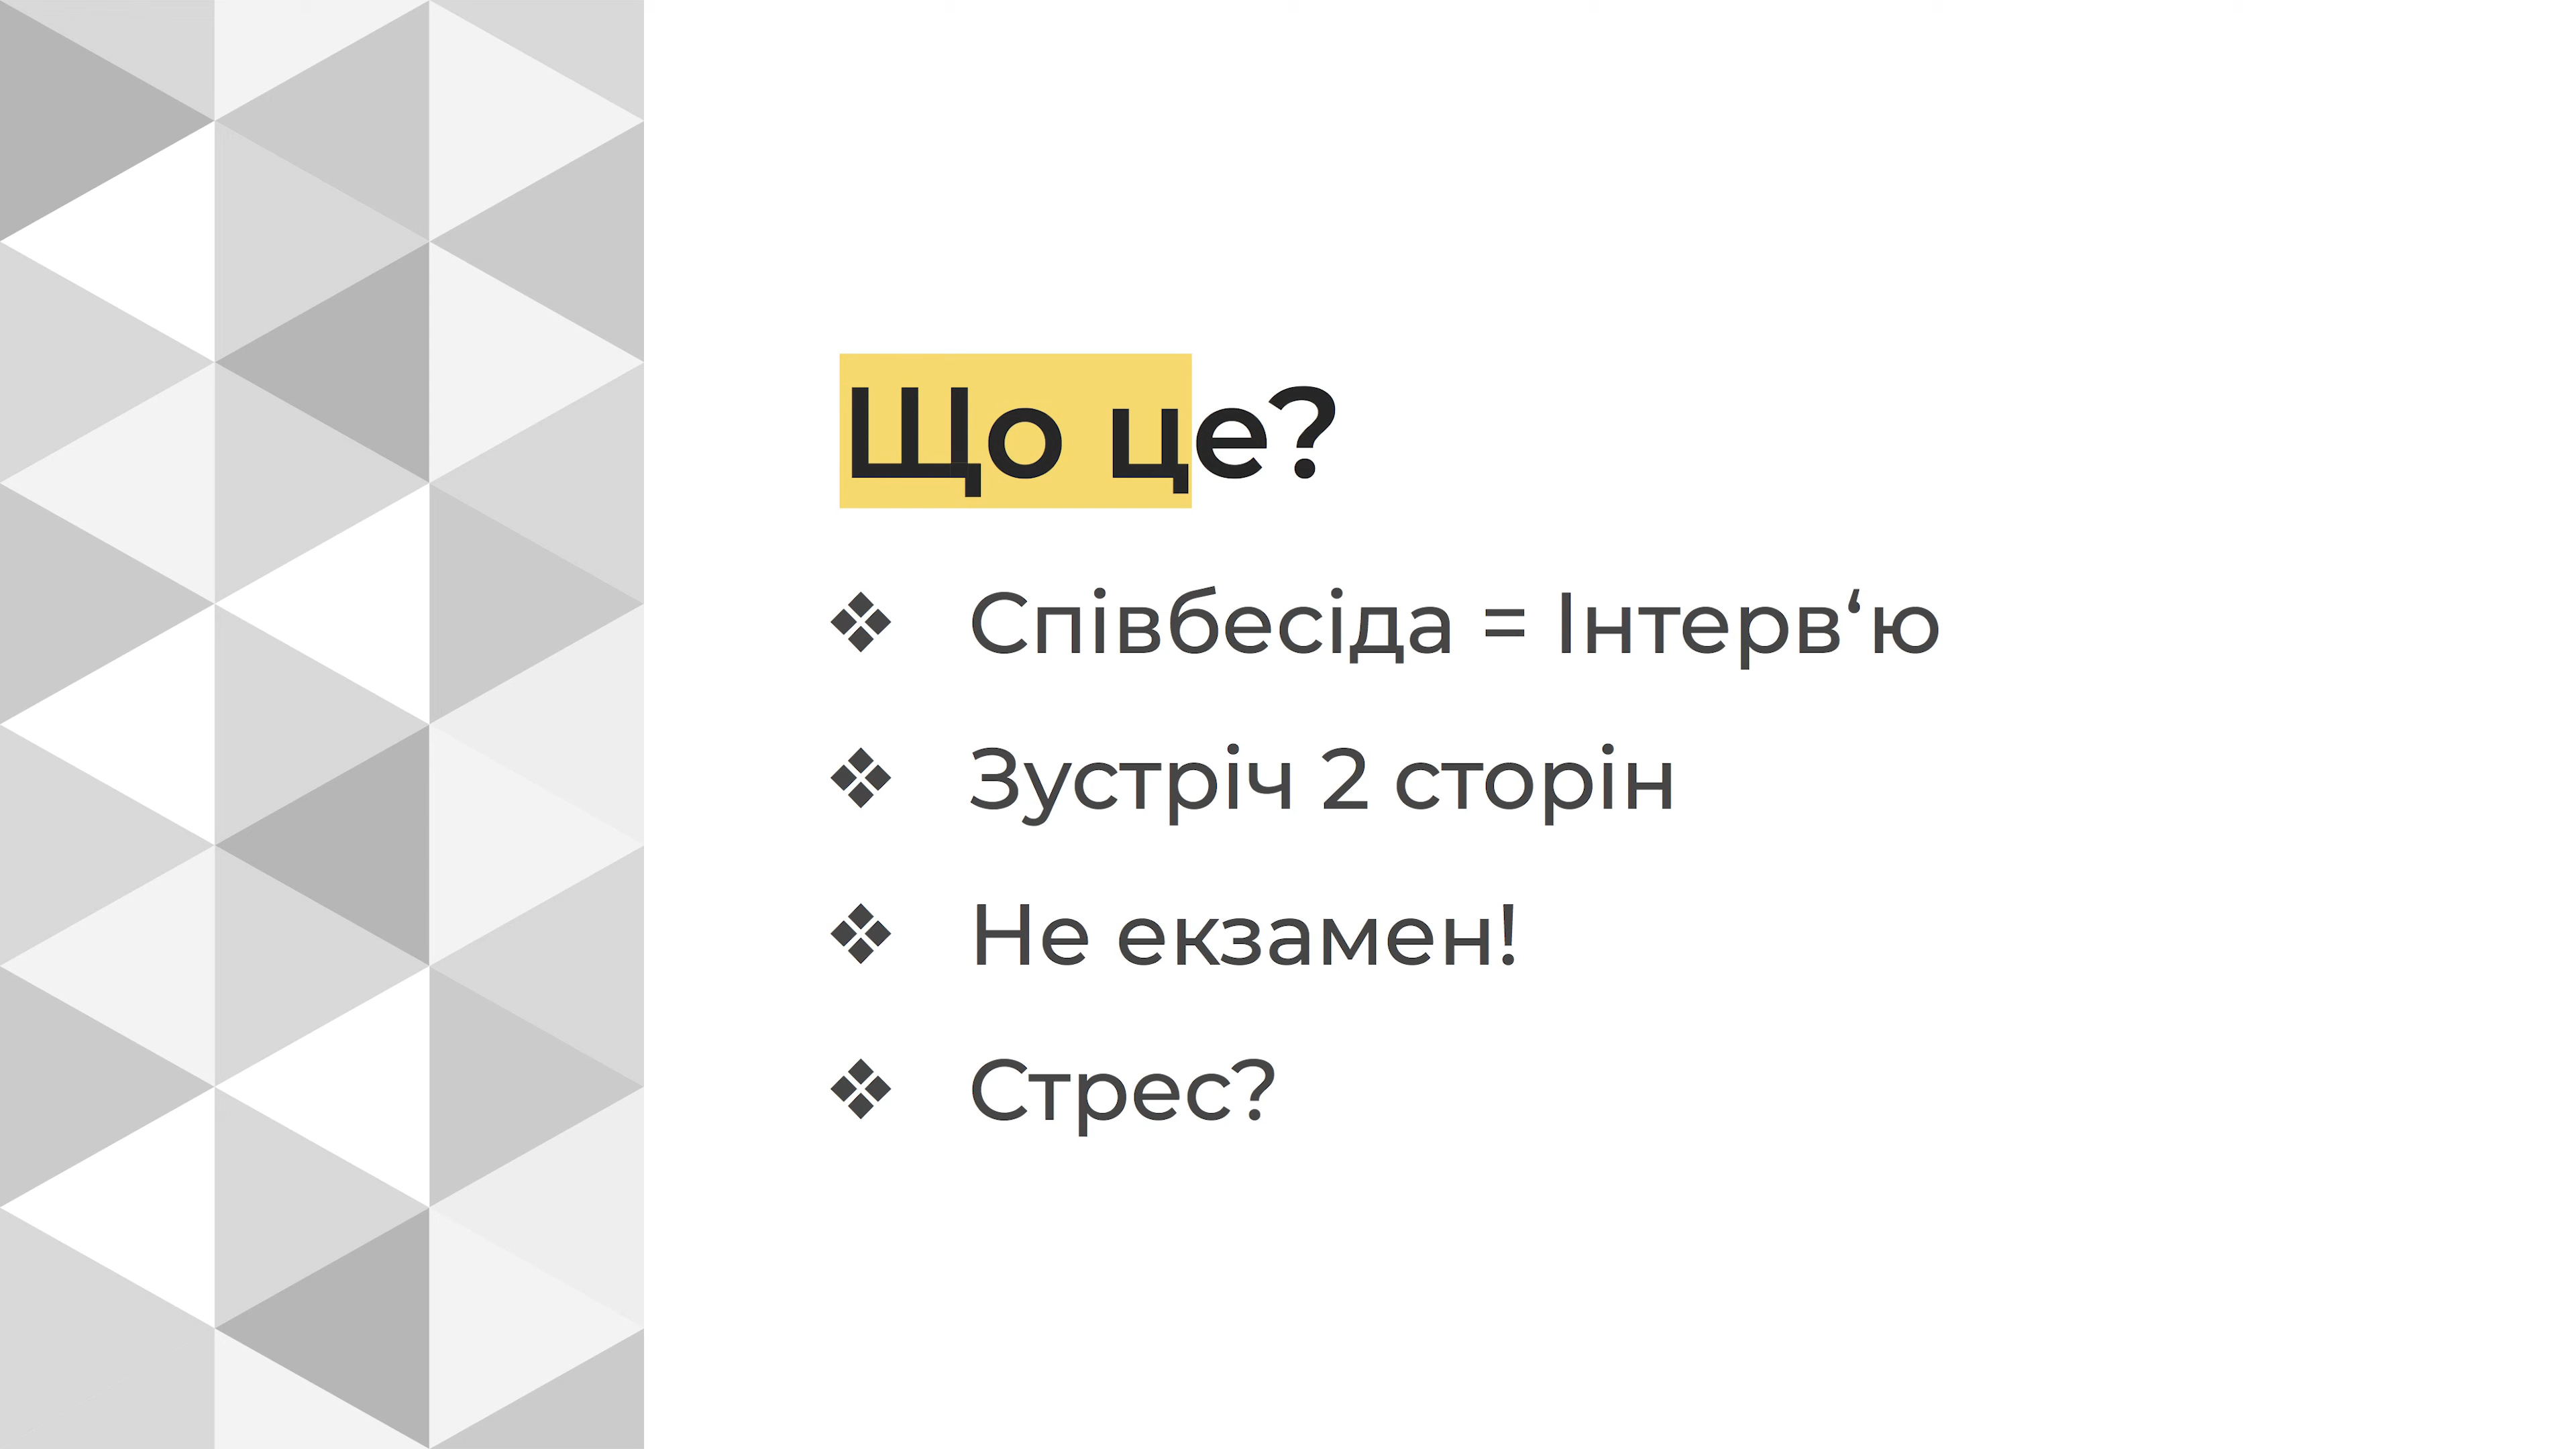 Що це?
❖ Співбесіда = Інтерв‘ю
❖ Зустріч 2 сторін
❖ Не екзамен!
❖ Стрес?